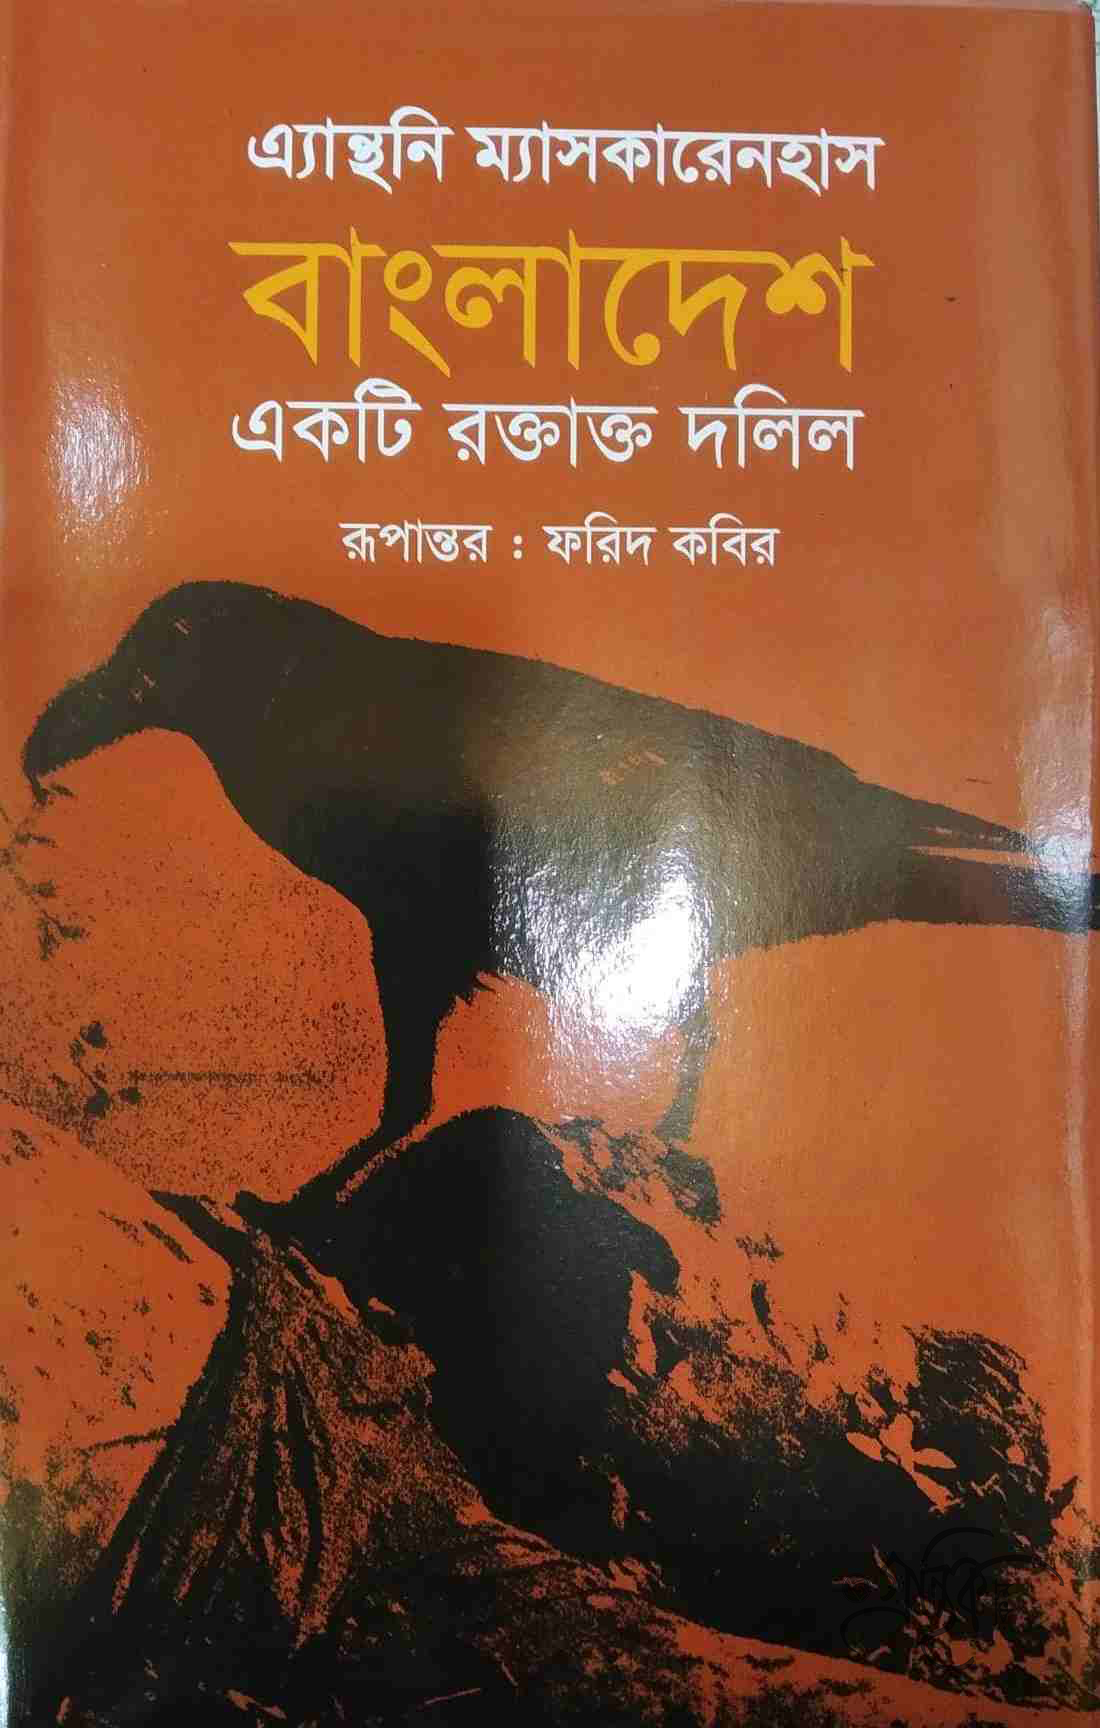 এ্যান্থনি ম্যাসকারেনহাস
বাংলাদেশ
একটি রক্তাক্ত দলিল
রূপান্তর : ফরিদ কবির